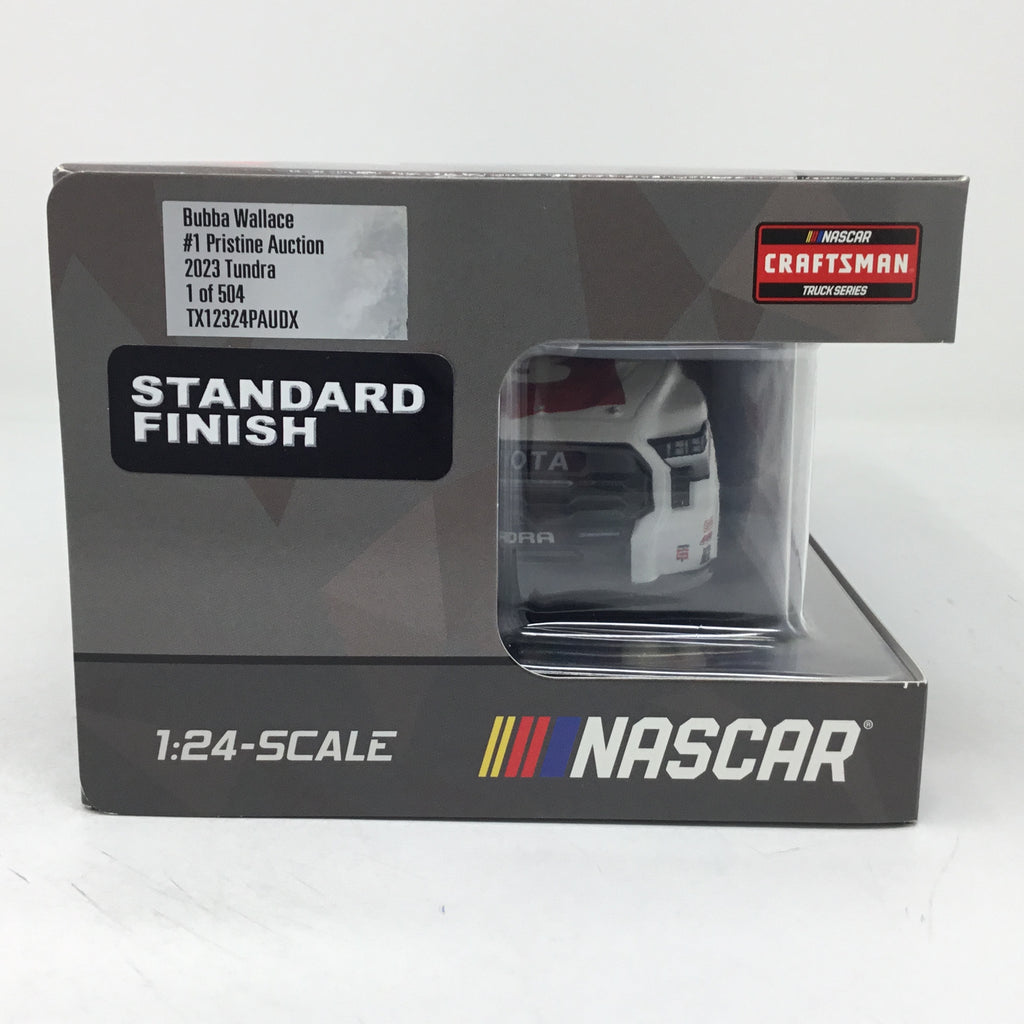 Bubba Wallace
#1 Pristine Auction
2023 Tundra
1 of 504
TX12324PAUDX
NASCAR
CRAFTSMAN
TRUCK SERIES
STANDARD
FINISH
OTA
DRA
1:24-SCALE
NASCAR®